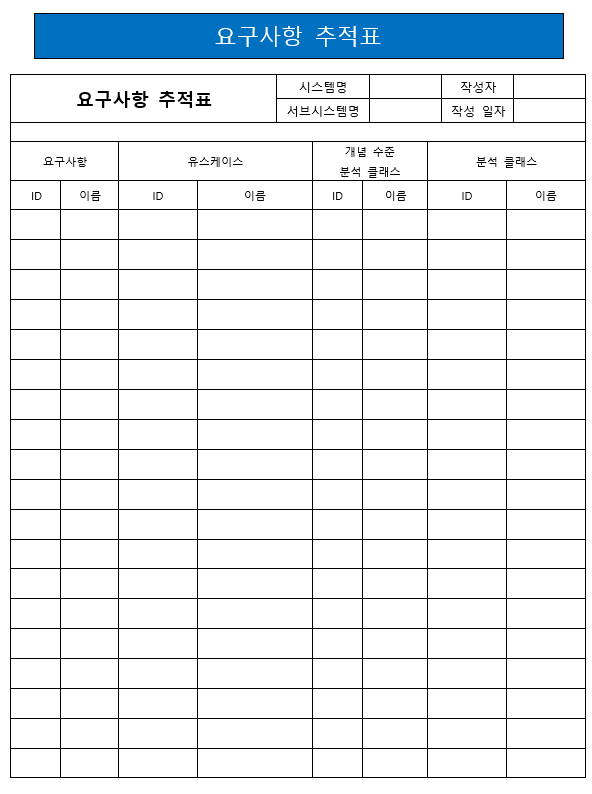 요구사항 추적표
요구사항 추적표 시스템명 작성자
서브시스템명 작성 일자
요구사항 유스케이스 개념 수준 분석 클래스 분석 클래스
ID 이름 ID 이름 ID 이름 ID 이름